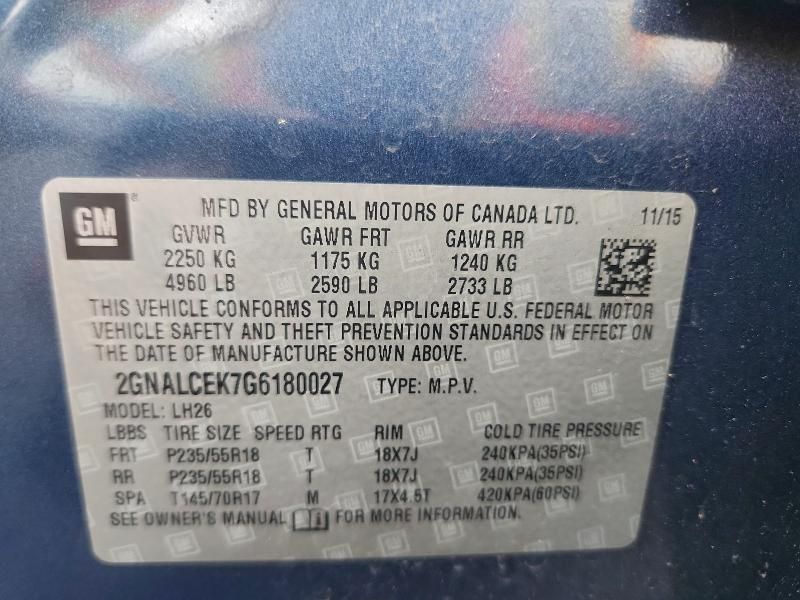 GM
MFD BY GENERAL MOTORS OF CANADA LTD. 11/15
GVWR GAWR FRT GAWR RR
2250 KG 1175 KG 1240 KG
4960 LB 2590 LB 2733 LB
THIS VEHICLE CONFORMS TO ALL APPLICABLE U.S. FEDERAL MOTOR
VEHICLE SAFETY AND THEFT PREVENTION STANDARDS IN EFFECT ON
THE DATE OF MANUFACTURE SHOWN ABOVE.
2GNALCEK7G6180027 TYPE: M.P.V.
MODEL: LH26
LBBS TIRE SIZE SPEED RTG RIM COLD TIRE PRESSURE
FRT P235/55R18 T 18X7J 240KPA(35PSI)
RR P235/55R18 T 18X7J 240KPA(35PSI)
SPA T145/70R17 M 17X4.5T 420KPA(60PSI)
SEE OWNER'S MANUAL FOR MORE INFORMATION.